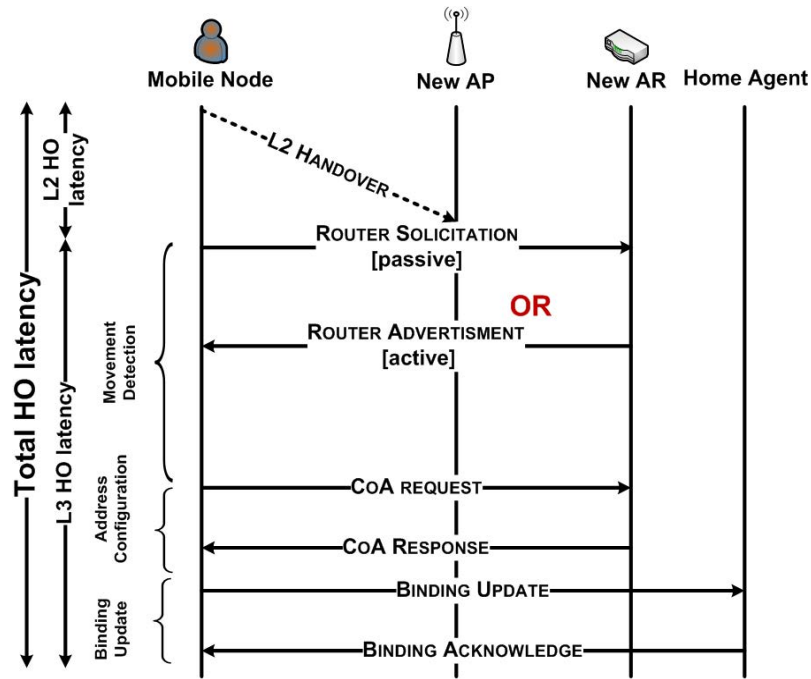 Mobile Node
New AP
New AR
Home Agent
L2 HO
latency
L2 HANDOVER
ROUTER SOLICITATION
[passive]
OR
ROUTER ADVERTISMENT
[active]
Total HO latency
L3 HO latency
Movement
Detection
COA REQUEST
Address
Configuration
COA RESPONSE
BINDING UPDATE
Binding
Update
BINDING ACKNOWLEDGE